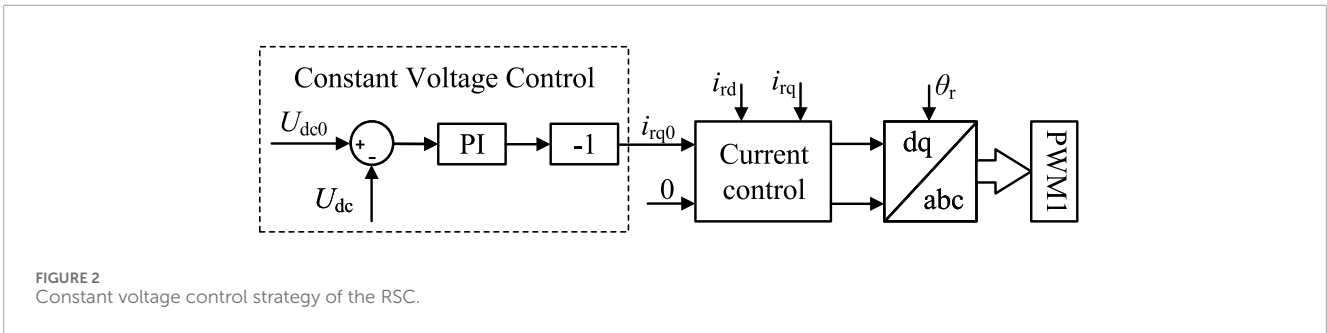 Constant Voltage Control
U_dc0
+
-
U_dc
PI
-1
i_rq0
0
i_rd
i_rq
Current
control
θ_r
dq
abc
PWM1
FIGURE 2
Constant voltage control strategy of the RSC.